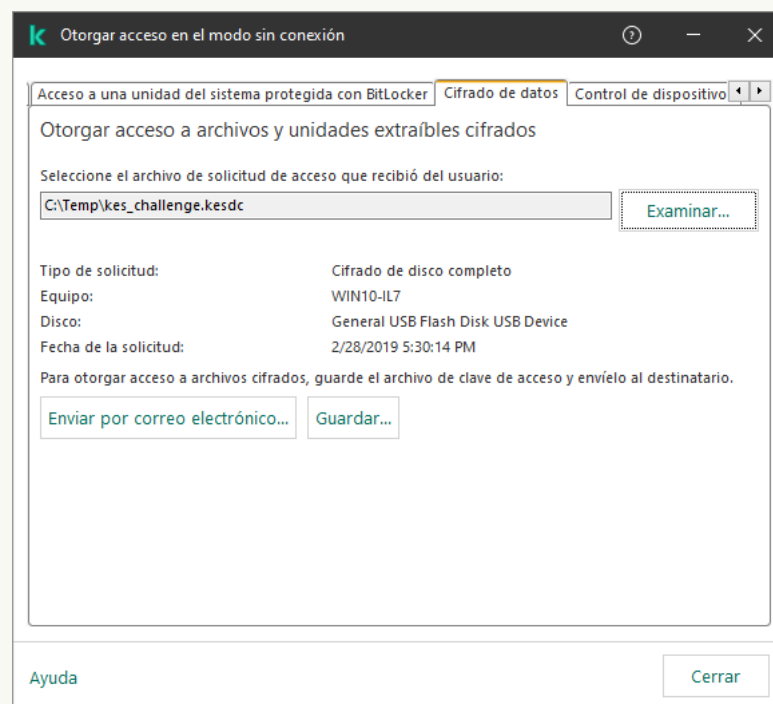 Otorgar acceso en el modo sin conexión
Acceso a una unidad del sistema protegida con BitLocker Cifrado de datos Control de dispositivo
Otorgar acceso a archivos y unidades extraíbles cifrados
Seleccione el archivo de solicitud de acceso que recibió del usuario:
C:\Temp\kes_challenge.kesdc Examinar...
Tipo de solicitud: Cifrado de disco completo
Equipo: WIN10-IL7
Disco: General USB Flash Disk USB Device
Fecha de la solicitud: 2/28/2019 5:30:14 PM
Para otorgar acceso a archivos cifrados, guarde el archivo de clave de acceso y envíelo al destinatario.
Enviar por correo electrónico... Guardar...
Ayuda Cerrar